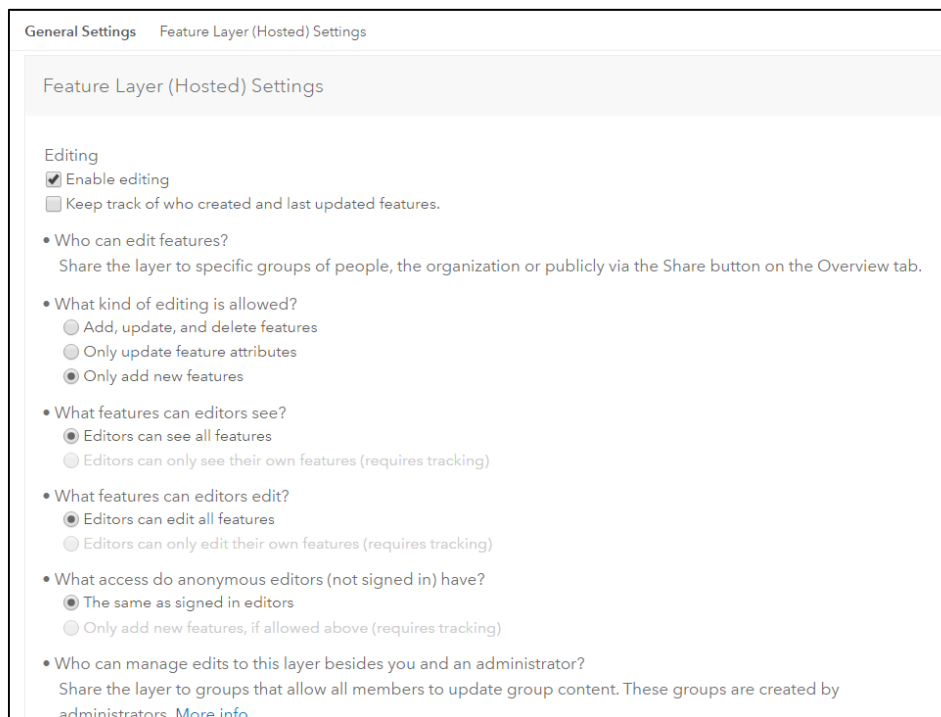 General Settings Feature Layer (Hosted) Settings
Feature Layer (Hosted) Settings
Editing
Enable editing
Keep track of who created and last updated features.
• Who can edit features?
Share the layer to specific groups of people, the organization or publicly via the Share button on the Overview tab.
• What kind of editing is allowed?
Add, update, and delete features
Only update feature attributes
Only add new features
• What features can editors see?
Editors can see all features
Editors can only see their own features (requires tracking)
• What features can editors edit?
Editors can edit all features
Editors can only edit their own features (requires tracking)
• What access do anonymous editors (not signed in) have?
The same as signed in editors
Only add new features, if allowed above (requires tracking)
• Who can manage edits to this layer besides you and an administrator?
Share the layer to groups that allow all members to update group content. These groups are created by
administrators. More info